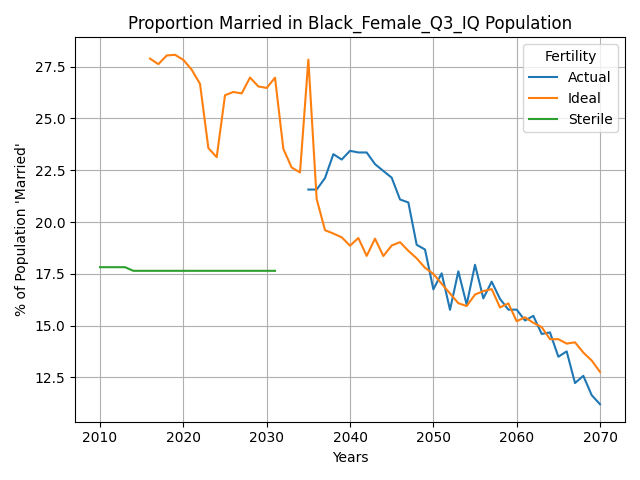 Proportion Married in Black_Female_Q3_IQ Population
Fertility
Actual
Ideal
Sterile
% of Population 'Married'
27.5
25.0
22.5
20.0
17.5
15.0
12.5
2010 2020 2030 2040 2050 2060 2070
Years